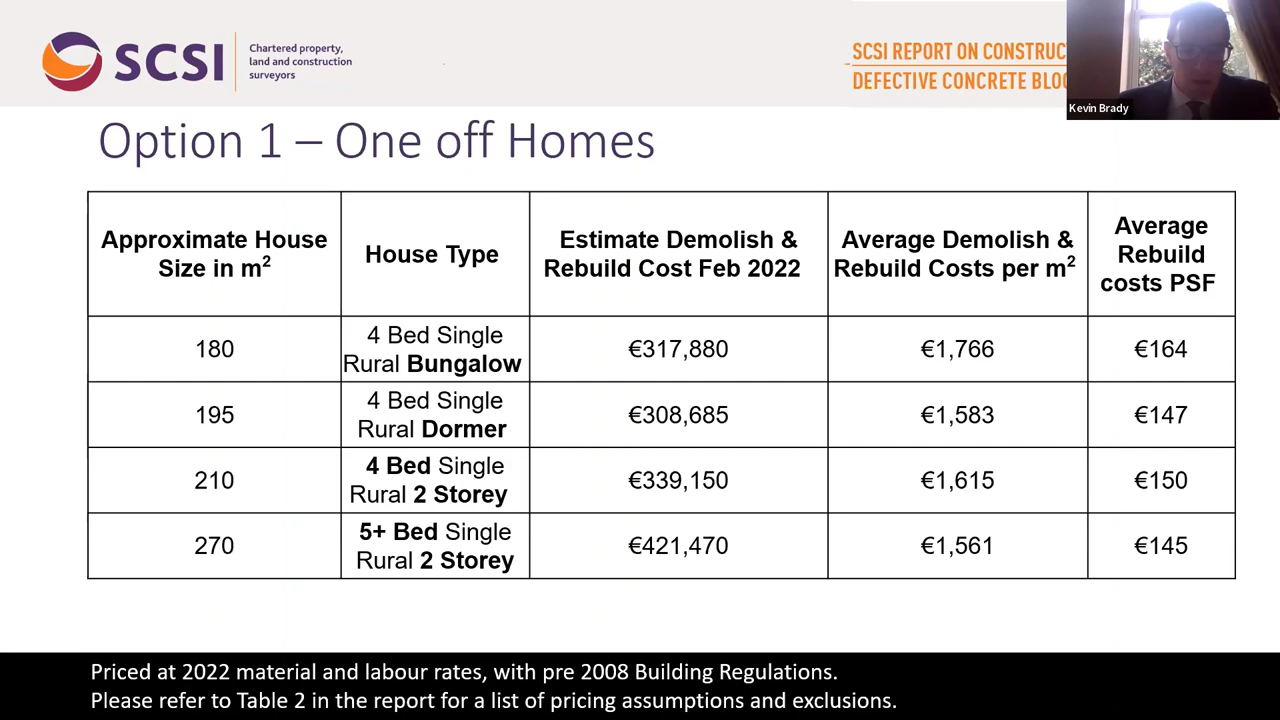 SCSI
Chartered property,
land and construction
surveyors
SCSI REPORT ON CONSTRUC
DEFECTIVE CONCRETE BLO
Kevin Brady
Option 1 – One off Homes
Approximate House
Size in m²
House Type
Estimate Demolish &
Rebuild Cost Feb 2022
Average Demolish &
Rebuild Costs per m²
Average
Rebuild
costs PSF
180
4 Bed Single
Rural Bungalow
€317,880
€1,766
€164
195
4 Bed Single
Rural Dormer
€308,685
€1,583
€147
210
4 Bed Single
Rural 2 Storey
€339,150
€1,615
€150
270
5+ Bed Single
Rural 2 Storey
€421,470
€1,561
€145
Priced at 2022 material and labour rates, with pre 2008 Building Regulations.
Please refer to Table 2 in the report for a list of pricing assumptions and exclusions.